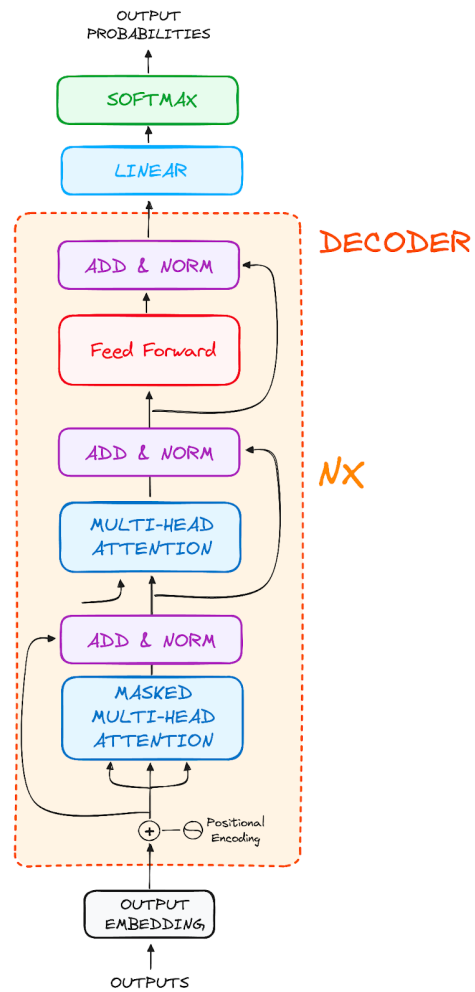 OUTPUT
PROBABILITIES
SOFTMAX
LINEAR
DECODER
ADD & NORM
Feed Forward
ADD & NORM
NX
MULTI-HEAD
ATTENTION
ADD & NORM
MASKED
MULTI-HEAD
ATTENTION
Positional
Encoding
OUTPUT
EMBEDDING
OUTPUTS